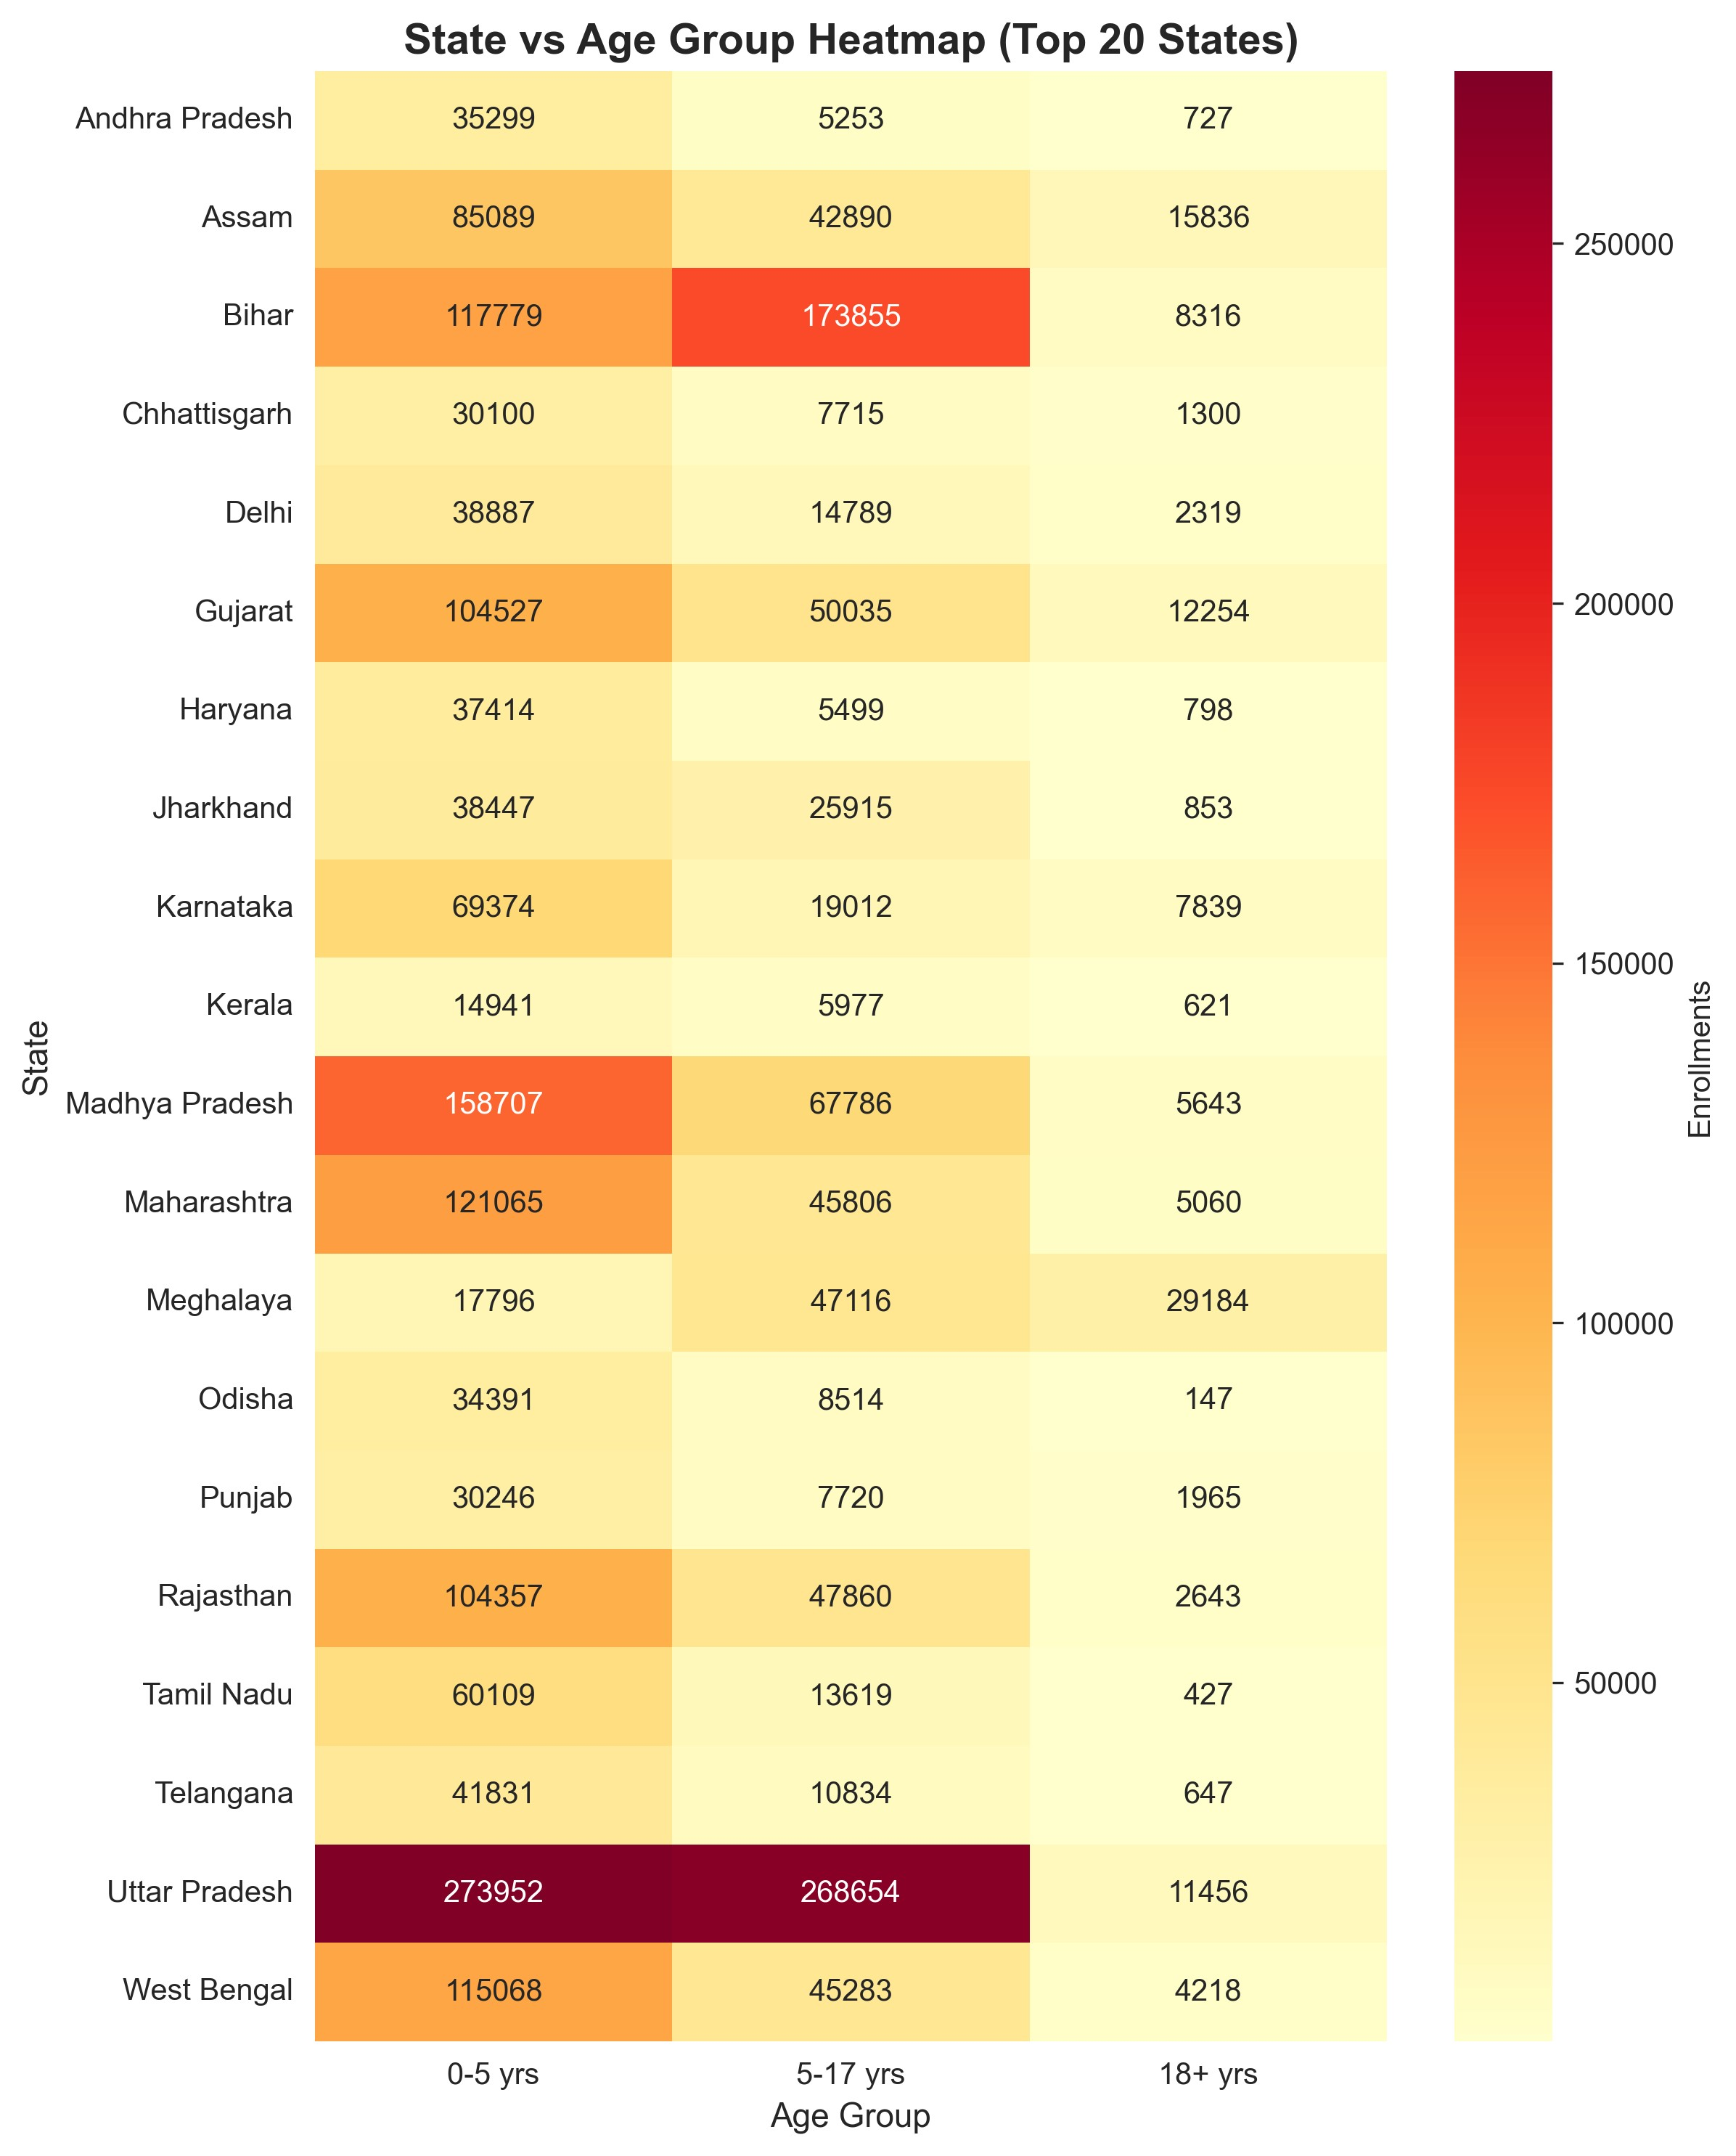 State vs Age Group Heatmap (Top 20 States)
Andhra Pradesh 35299 5253 727
Assam 85089 42890 15836
250000
Bihar 117779 173855 8316
Chhattisgarh 30100 7715 1300
Delhi 38887 14789 2319
Gujarat 104527 50035 12254
200000
Haryana 37414 5499 798
Jharkhand 38447 25915 853
Karnataka 69374 19012 7839
150000
Kerala 14941 5977 621
State
Enrollments
Madhya Pradesh 158707 67786 5643
Maharashtra 121065 45806 5060
Meghalaya 17796 47116 29184
100000
Odisha 34391 8514 147
Punjab 30246 7720 1965
Rajasthan 104357 47860 2643
Tamil Nadu 60109 13619 427
50000
Telangana 41831 10834 647
Uttar Pradesh 273952 268654 11456
West Bengal 115068 45283 4218
0-5 yrs 5-17 yrs 18+ yrs
Age Group